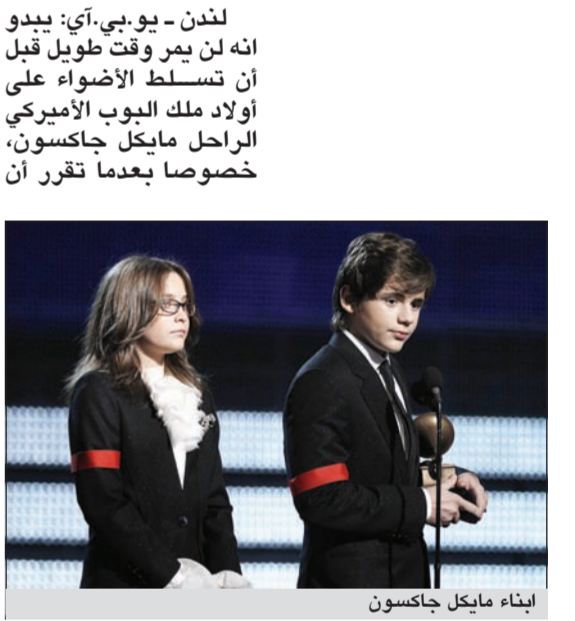 لندن ـ يو.بي.آي: يبدو
انه لن يمر وقت طويل قبل
أن تسـلط الأضواء على
أولاد ملك البوب الأميركي
الراحل مايكل جاكسون،
خصوصا بعدما تقرر أن
ابناء مايكل جاكسون